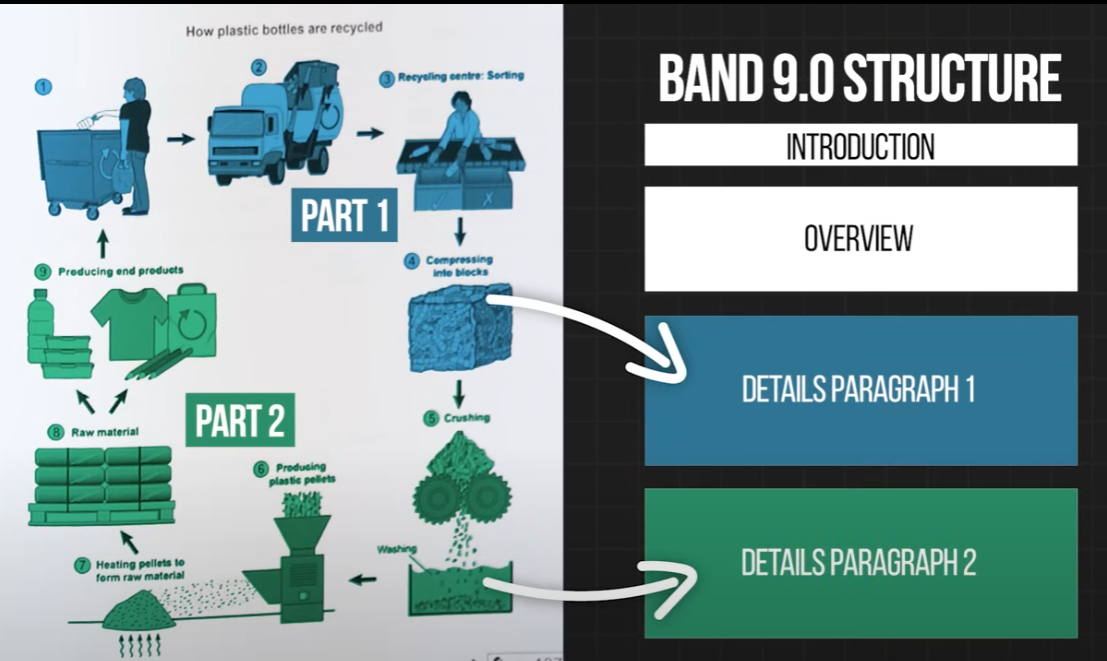 How plastic bottles are recycled
1
2
3 Recycling centre: Sorting
PART 1
4 Compressing
into blocks
5 Crushing
Washing
6 Producing
plastic pellets
7 Heating pellets to
form raw material
8 Raw material
PART 2
9 Producing end products
BAND 9.0 STRUCTURE
INTRODUCTION
OVERVIEW
DETAILS PARAGRAPH 1
DETAILS PARAGRAPH 2